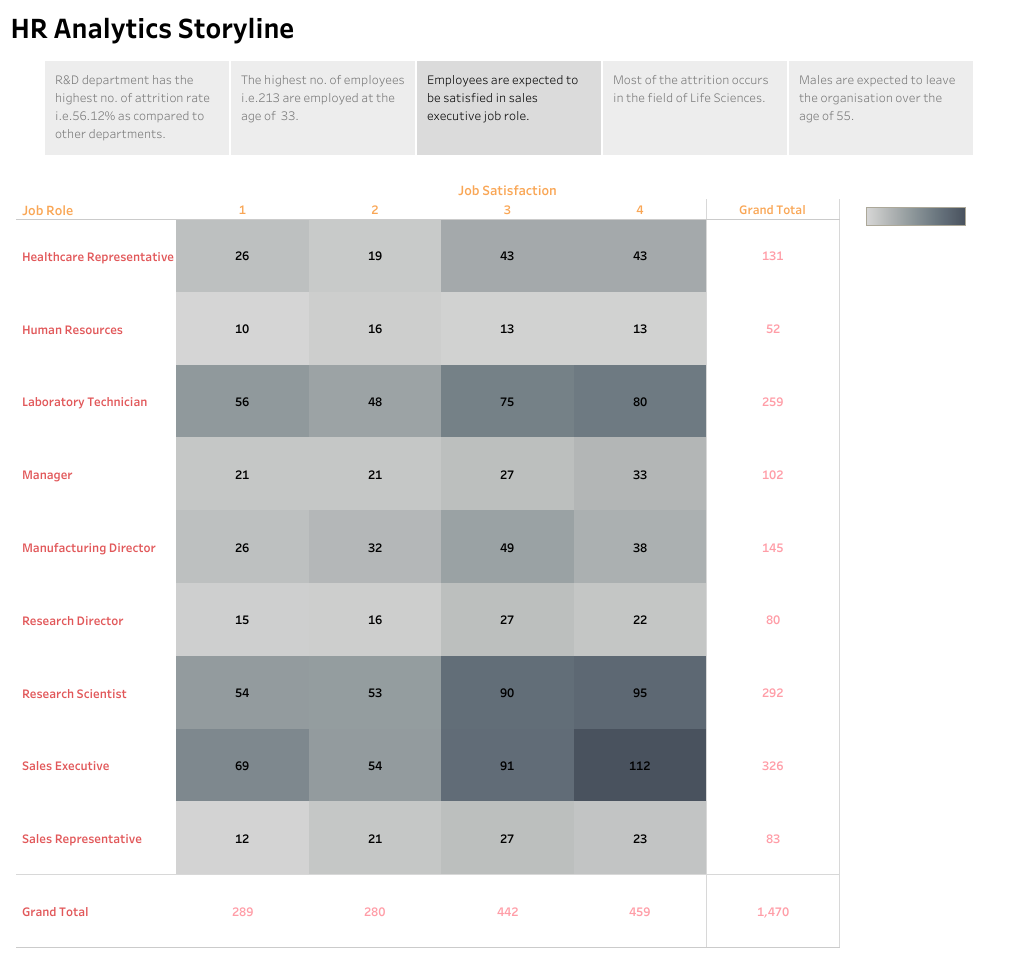 HR Analytics Storyline
R&D department has the
highest no. of attrition rate
i.e.56.12% as compared to
other departments.
The highest no. of employees
i.e.213 are employed at the
age of  33.
Employees are expected to
be satisfied in sales
executive job role.
Most of the attrition occurs
in the field of Life Sciences.
Males are expected to leave
the organisation over the
age of 55.
Job Satisfaction
Job Role 1 2 3 4 Grand Total
Healthcare Representative 26 19 43 43 131
Human Resources 10 16 13 13 52
Laboratory Technician 56 48 75 80 259
Manager 21 21 27 33 102
Manufacturing Director 26 32 49 38 145
Research Director 15 16 27 22 80
Research Scientist 54 53 90 95 292
Sales Executive 69 54 91 112 326
Sales Representative 12 21 27 23 83
Grand Total 289 280 442 459 1,470